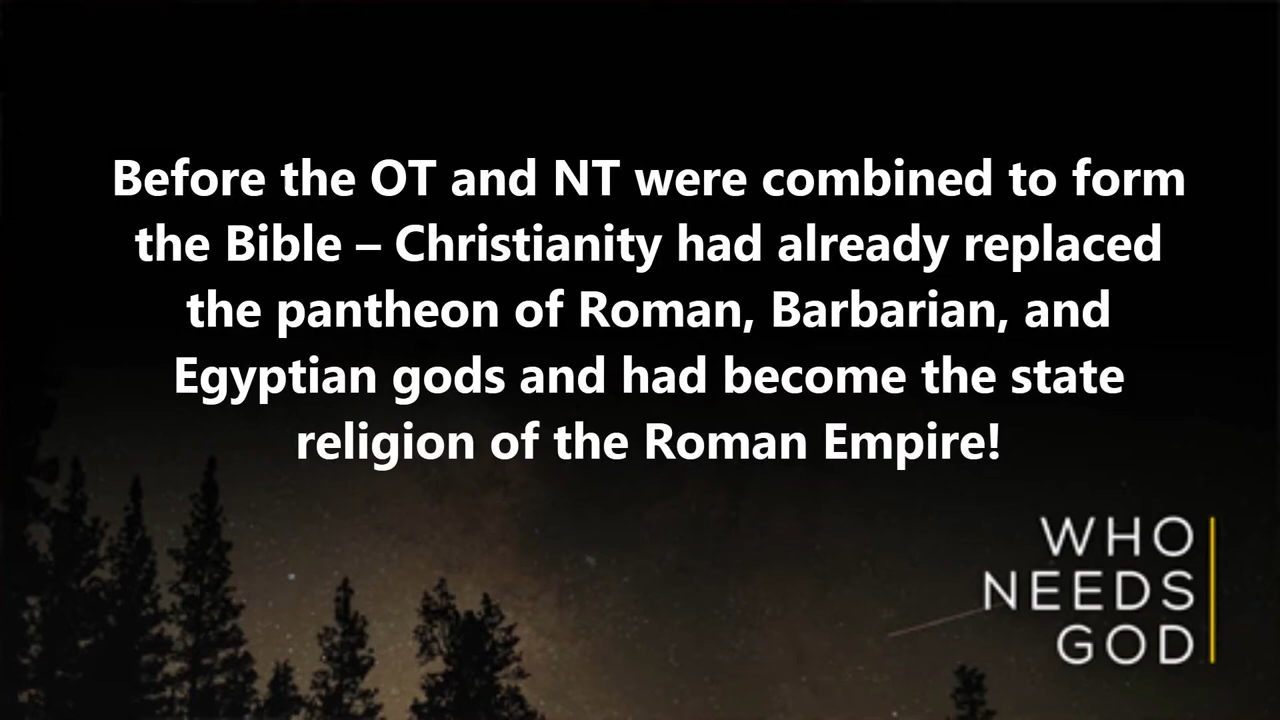 Before the OT and NT were combined to form
the Bible – Christianity had already replaced
the pantheon of Roman, Barbarian, and
Egyptian gods and had become the state
religion of the Roman Empire!
WHO
NEEDS
GOD